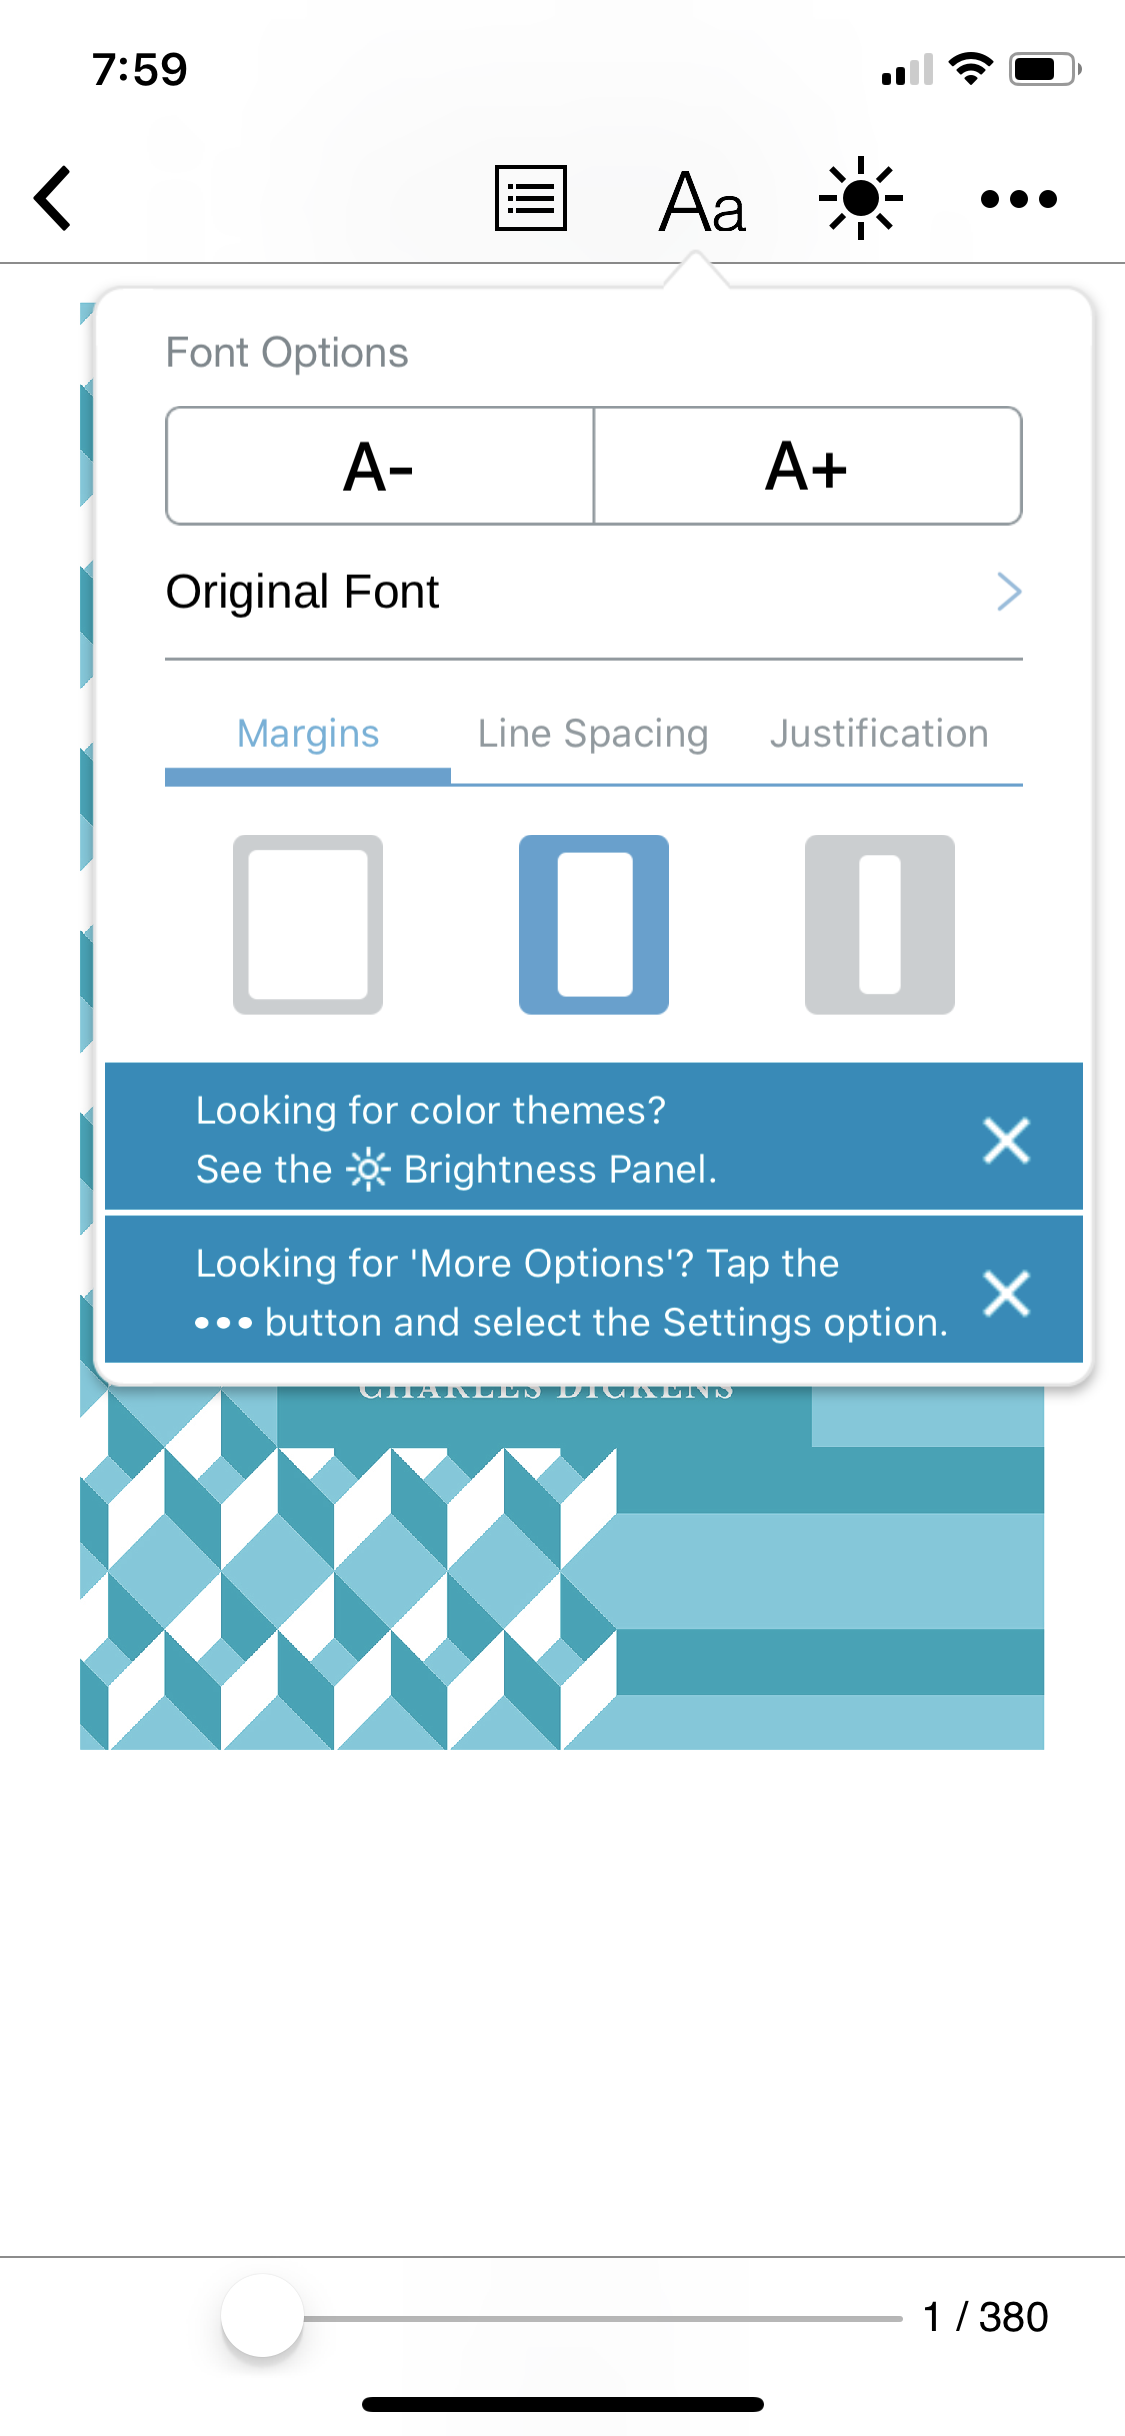 7:59
Aa
Font Options
A- A+
Original Font
Margins Line Spacing Justification
Looking for color themes?
See the Brightness Panel.
Looking for 'More Options'? Tap the
••• button and select the Settings option.
CHARLES DICKENS
1 / 380